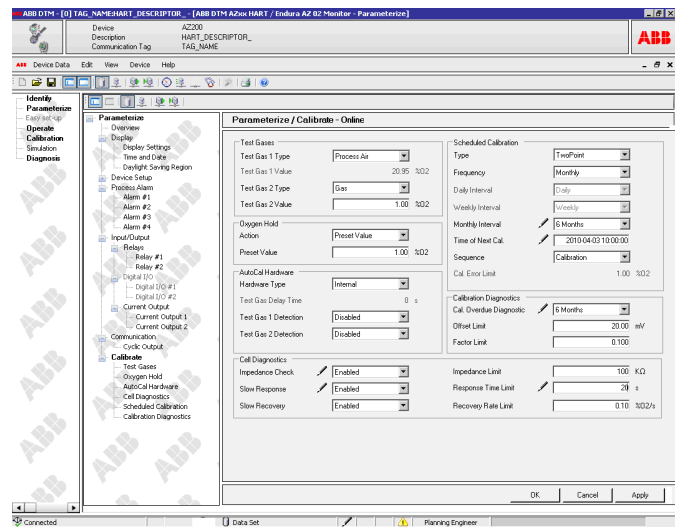 ABB DTM - [0] TAG_NAME:HART_DESCRIPTOR_ - [ABB DTM AZxx HART / Endura AZ 02 Monitor - Parameterize]
Device AZ200
Description HART_DESCRIPTOR_
Communication Tag TAG_NAME
ABB
ABB Device Data Edit View Device Help
Identify
Parameterize
Easy set-up
Operate
Calibration
Simulation
Diagnosis
Parameterize
Overview
Display
Display Settings
Time and Date
Daylight Saving Region
Device Setup
Process Alarm
Alarm #1
Alarm #2
Alarm #3
Alarm #4
Input/Output
Relays
Relay #1
Relay #2
Digital I/O
Digital I/O #1
Digital I/O #2
Current Output
Current Output 1
Current Output 2
Communication
Cyclic Output
Calibrate
Test Gases
Oxygen Hold
AutoCal Hardware
Cell Diagnostics
Scheduled Calibration
Calibration Diagnostics
Parameterize / Calibrate - Online
Test Gases
Test Gas 1 Type Process Air
Test Gas 1 Value 20.95 %O2
Test Gas 2 Type Gas
Test Gas 2 Value 1.00 %O2
Oxygen Hold
Action Preset Value
Preset Value 1.00 %O2
AutoCal Hardware
Hardware Type Internal
Test Gas Delay Time 0 s
Test Gas 1 Detection Disabled
Test Gas 2 Detection Disabled
Scheduled Calibration
Type TwoPoint
Frequency Monthly
Daily Interval Daily
Weekly Interval Weekly
Monthly Interval 6 Months
Time of Next Cal. 2010-04-03 10:00:00
Sequence Calibration
Cal. Error Limit 1.00 %O2
Calibration Diagnostics
Cal. Overdue Diagnostic 6 Months
Offset Limit 20.00 mV
Factor Limit 0.100
Cell Diagnostics
Impedance Check Enabled
Slow Response Enabled
Slow Recovery Enabled
Impedance Limit 100 KΩ
Response Time Limit 20 s
Recovery Rate Limit 0.10 %O2/s
OK Cancel Apply
Connected Data Set Planning Engineer